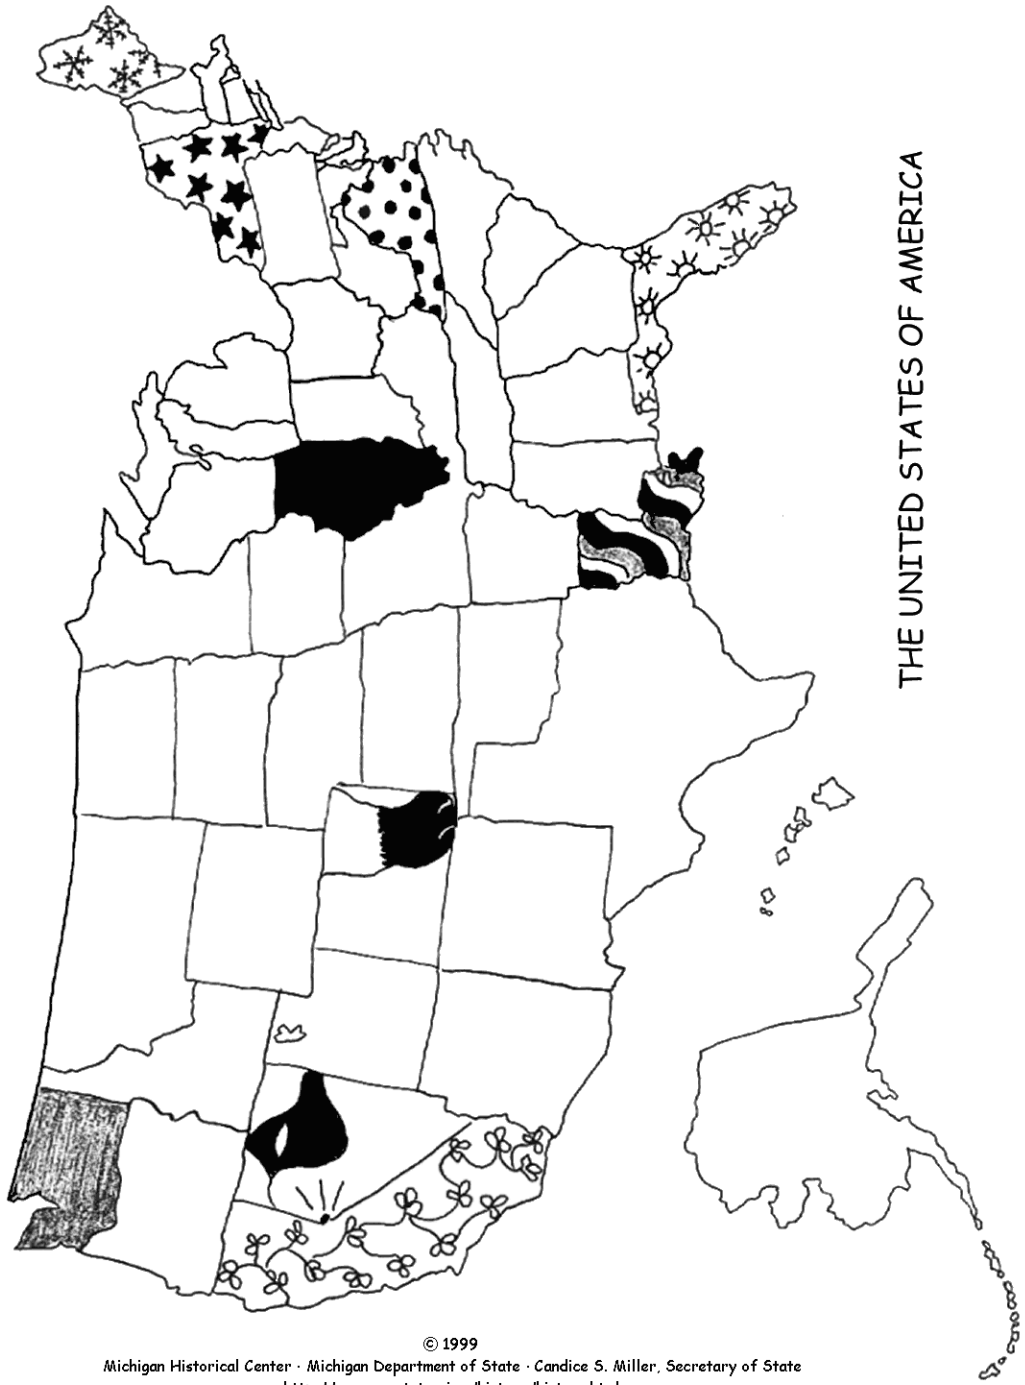 THE UNITED STATES OF AMERICA
© 1999
Michigan Historical Center · Michigan Department of State · Candice S. Miller, Secretary of State